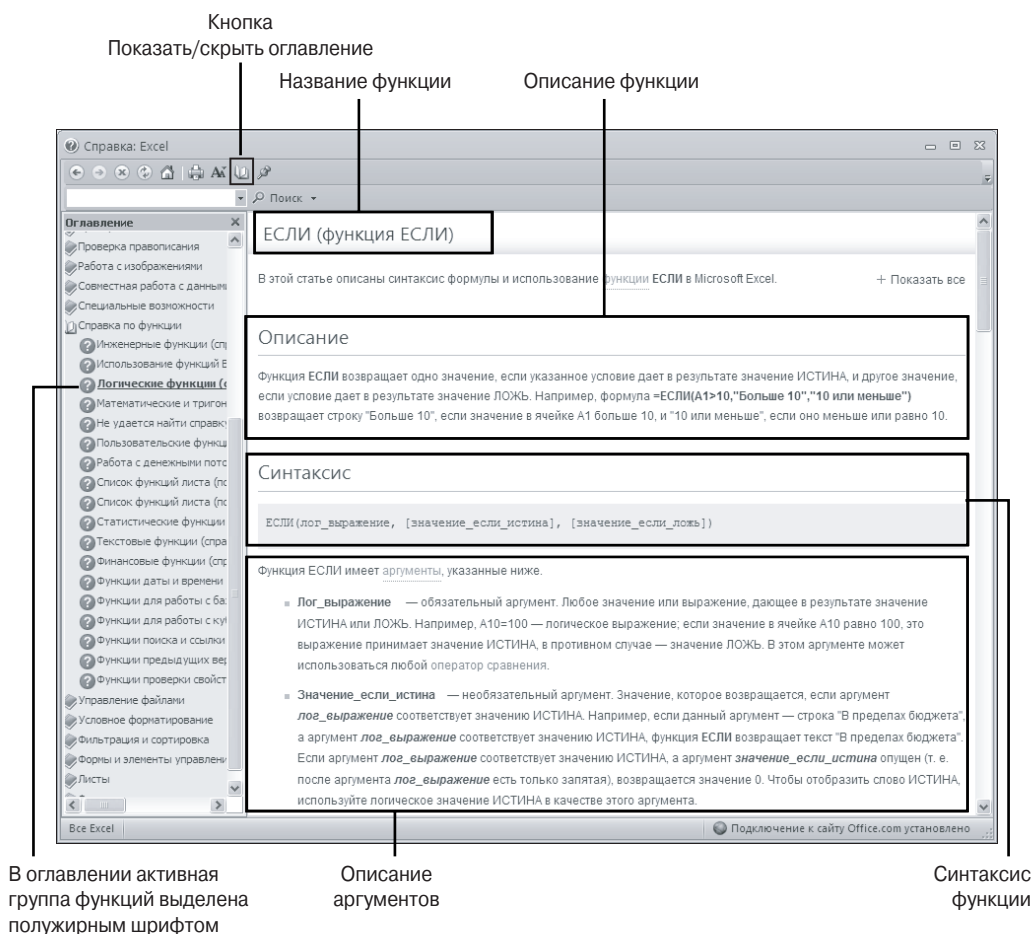 Кнопка
Показать/скрыть оглавление
Название функции
Описание функции
Справка: Excel
Поиск
Оглавление
Проверка правописания
Работа с изображениями
Совместная работа с данными
Специальные возможности
Справка по функции
Инженерные функции (спр
Использование функций E
Логические функции (с
Математические и тригон
Не удается найти справку
Пользовательские функц
Работа с денежными пото
Список функций листа (по
Список функций листа (по
Статистические функции
Текстовые функции (спра
Финансовые функции (спр
Функции даты и времени
Функции для работы с ба
Функции для работы с ку
Функции поиска и ссылки
Функции предыдущих вер
Функции проверки свойст
Управление файлами
Условное форматирование
Фильтрация и сортировка
Формы и элементы управлени
Листы
Все Excel
ЕСЛИ (функция ЕСЛИ)
В этой статье описаны синтаксис формулы и использование функции ЕСЛИ в Microsoft Excel.
+ Показать все
Описание
Функция ЕСЛИ возвращает одно значение, если указанное условие дает в результате значение ИСТИНА, и другое значение,
если условие дает в результате значение ЛОЖЬ. Например, формула =ЕСЛИ(A1>10,"Больше 10","10 или меньше")
возвращает строку "Больше 10", если значение в ячейке A1 больше 10, и "10 или меньше", если оно меньше или равно 10.
Синтаксис
ЕСЛИ(лог_выражение, [значение_если_истина], [значение_если_ложь])
Функция ЕСЛИ имеет аргументы, указанные ниже.
Лог_выражение — обязательный аргумент. Любое значение или выражение, дающее в результате значение
ИСТИНА или ЛОЖЬ. Например, A10=100 — логическое выражение; если значение в ячейке A10 равно 100, это
выражение принимает значение ИСТИНА, в противном случае — значение ЛОЖЬ. В этом аргументе может
использоваться любой оператор сравнения.
Значение_если_истина — необязательный аргумент. Значение, которое возвращается, если аргумент
лог_выражение соответствует значению ИСТИНА. Например, если данный аргумент — строка "В пределах бюджета",
а аргумент лог_выражение соответствует значению ИСТИНА, функция ЕСЛИ возвращает текст "В пределах бюджета".
Если аргумент лог_выражение соответствует значению ИСТИНА, а аргумент значение_если_истина опущен (т. е.
после аргумента лог_выражение есть только запятая), возвращается значение 0. Чтобы отобразить слово ИСТИНА,
используйте логическое значение ИСТИНА в качестве этого аргумента.
Подключение к сайту Office.com установлено
В оглавлении активная
группа функций выделена
полужирным шрифтом
Описание
аргументов
Синтаксис
функции